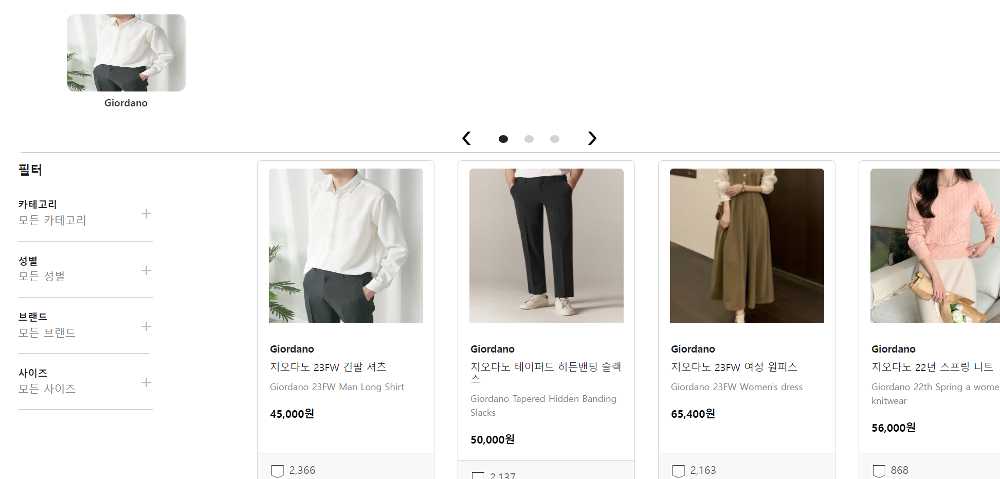 Giordano
필터
카테고리
모든 카테고리
성별
모든 성별
브랜드
모든 브랜드
사이즈
모든 사이즈
Giordano
지오다노 23FW 긴팔 셔츠
Giordano 23FW Man Long Shirt
45,000원
2,366
Giordano
지오다노 테이퍼드 히든밴딩 슬랙
스
Giordano Tapered Hidden Banding
Slacks
50,000원
2,137
Giordano
지오다노 23FW 여성 원피스
Giordano 23FW Women's dress
65,400원
2,163
Giordano
지오다노 22년 스프링 니트
Giordano 22th Spring a wome
knitwear
56,000원
868